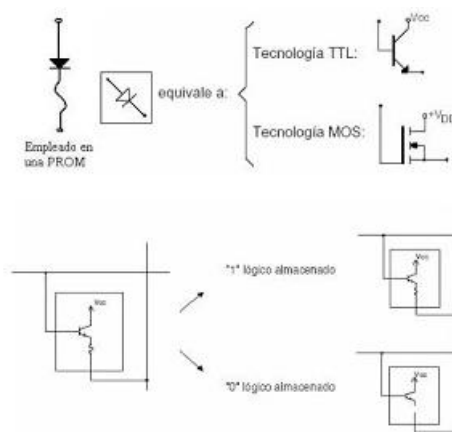 Vcc
Tecnología TTL:
equivale a:
+VDD
Tecnología MOS:
Empleado en
una PROM
"1" lógico almacenado
Vcc
Vcc
Vcc
"0" lógico almacenado